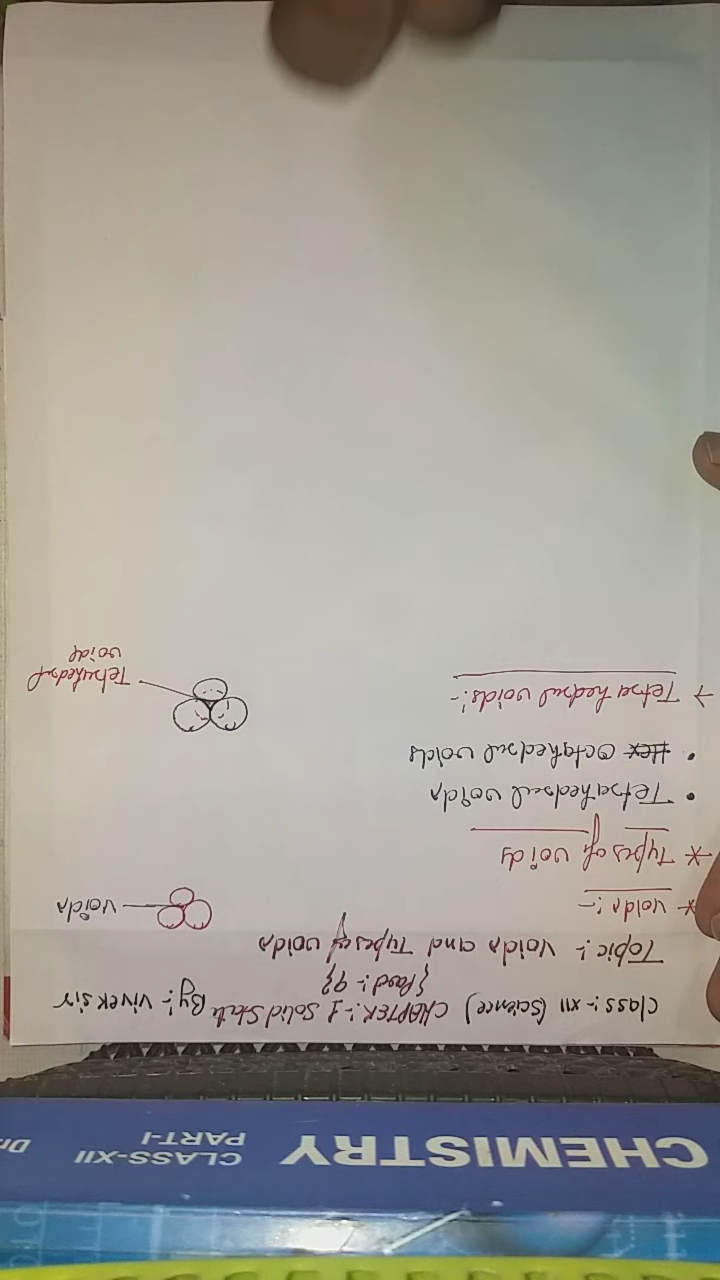 Class:- XII (Science) CHAPTER:-1 Solid State By:- Vivek sir
{Part:- 9}
Topic:- Voids and Types of voids
* voids:-
voids
* Types of voids
• Tetrahedral voids
• Octahedral voids
→ Tetrahedral voids:-
Tetrahedral
void
CHEMISTRY CLASS-XII
PART-I